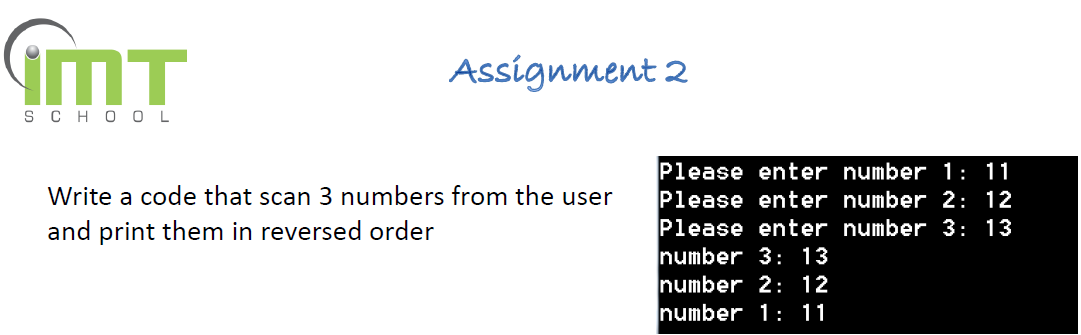 iMT
SCHOOL
Assignment 2
Write a code that scan 3 numbers from the user
and print them in reversed order
Please enter number 1: 11
Please enter number 2: 12
Please enter number 3: 13
number 3: 13
number 2: 12
number 1: 11